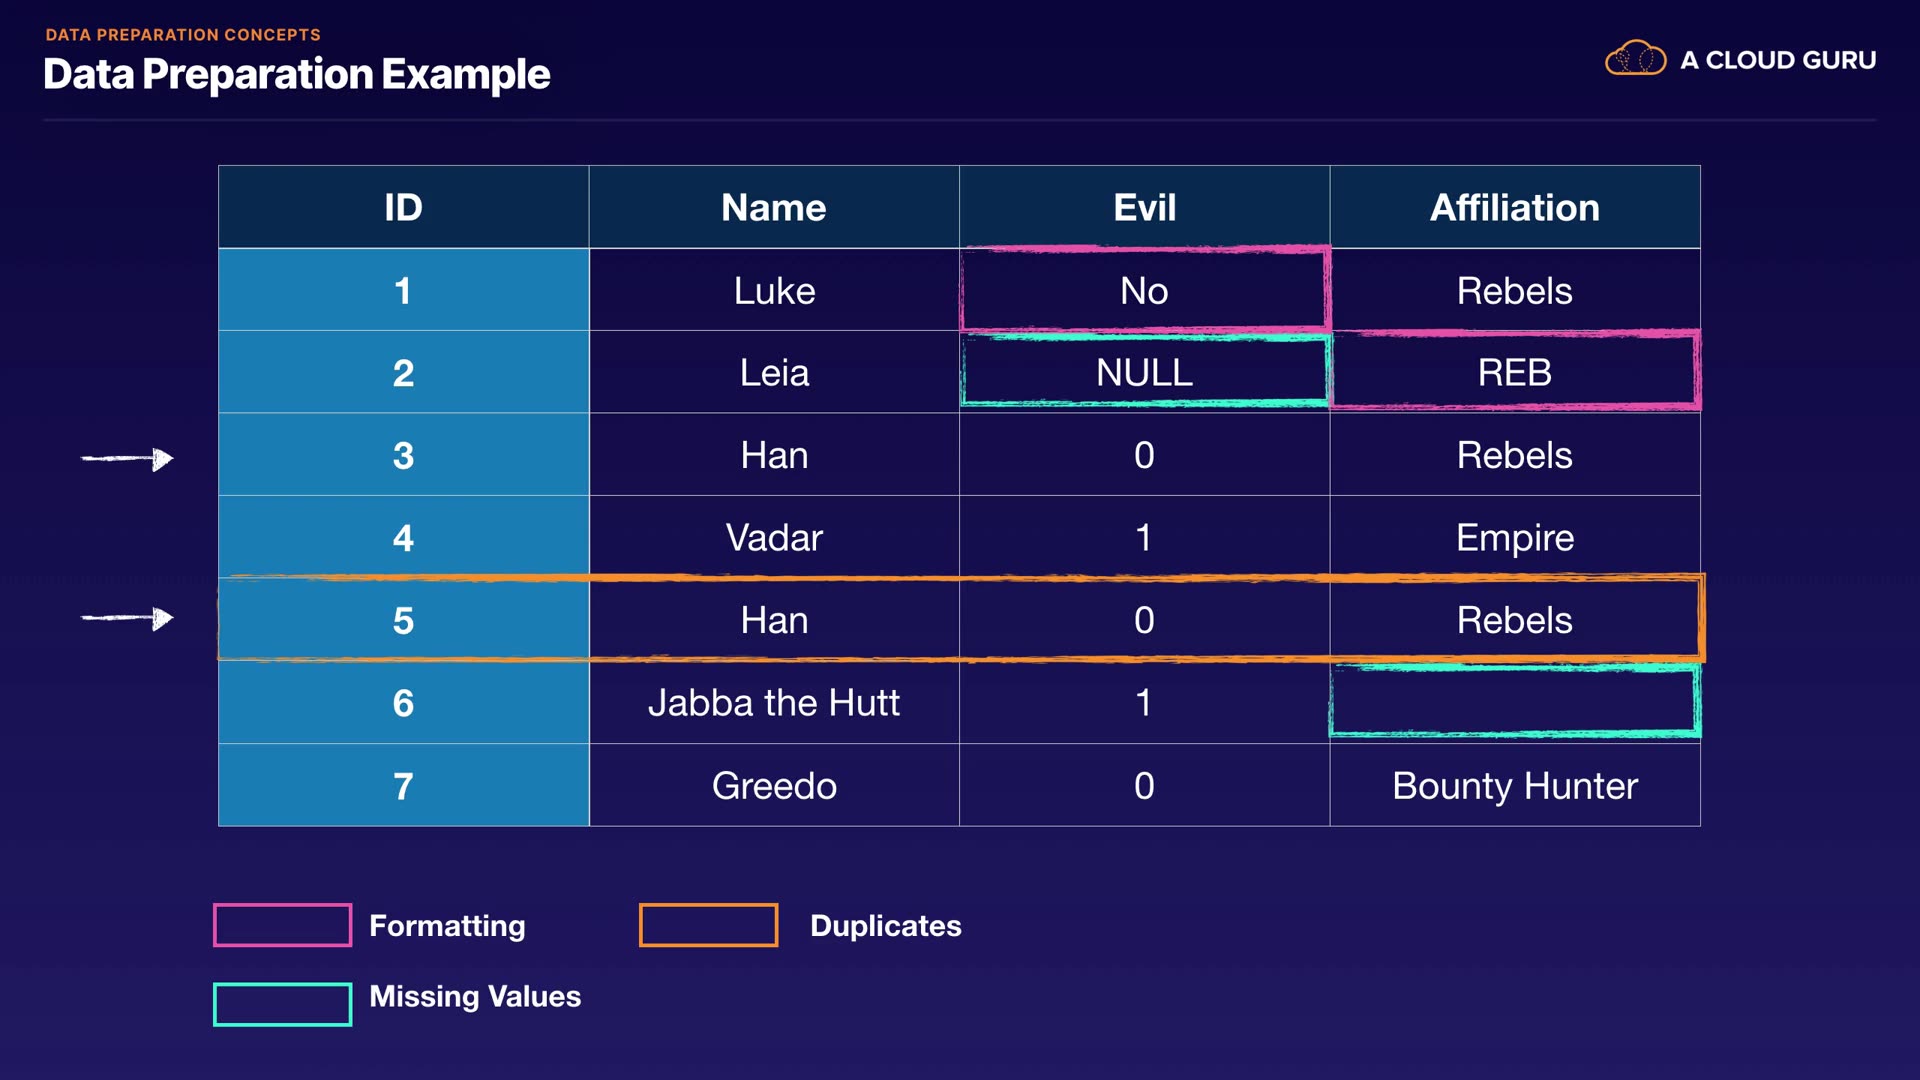 DATA PREPARATION CONCEPTS
Data Preparation Example
A CLOUD GURU
ID Name Evil Affiliation
1 Luke No Rebels
2 Leia NULL REB
3 Han 0 Rebels
4 Vadar 1 Empire
5 Han 0 Rebels
6 Jabba the Hutt 1
7 Greedo 0 Bounty Hunter
Formatting Duplicates
Missing Values